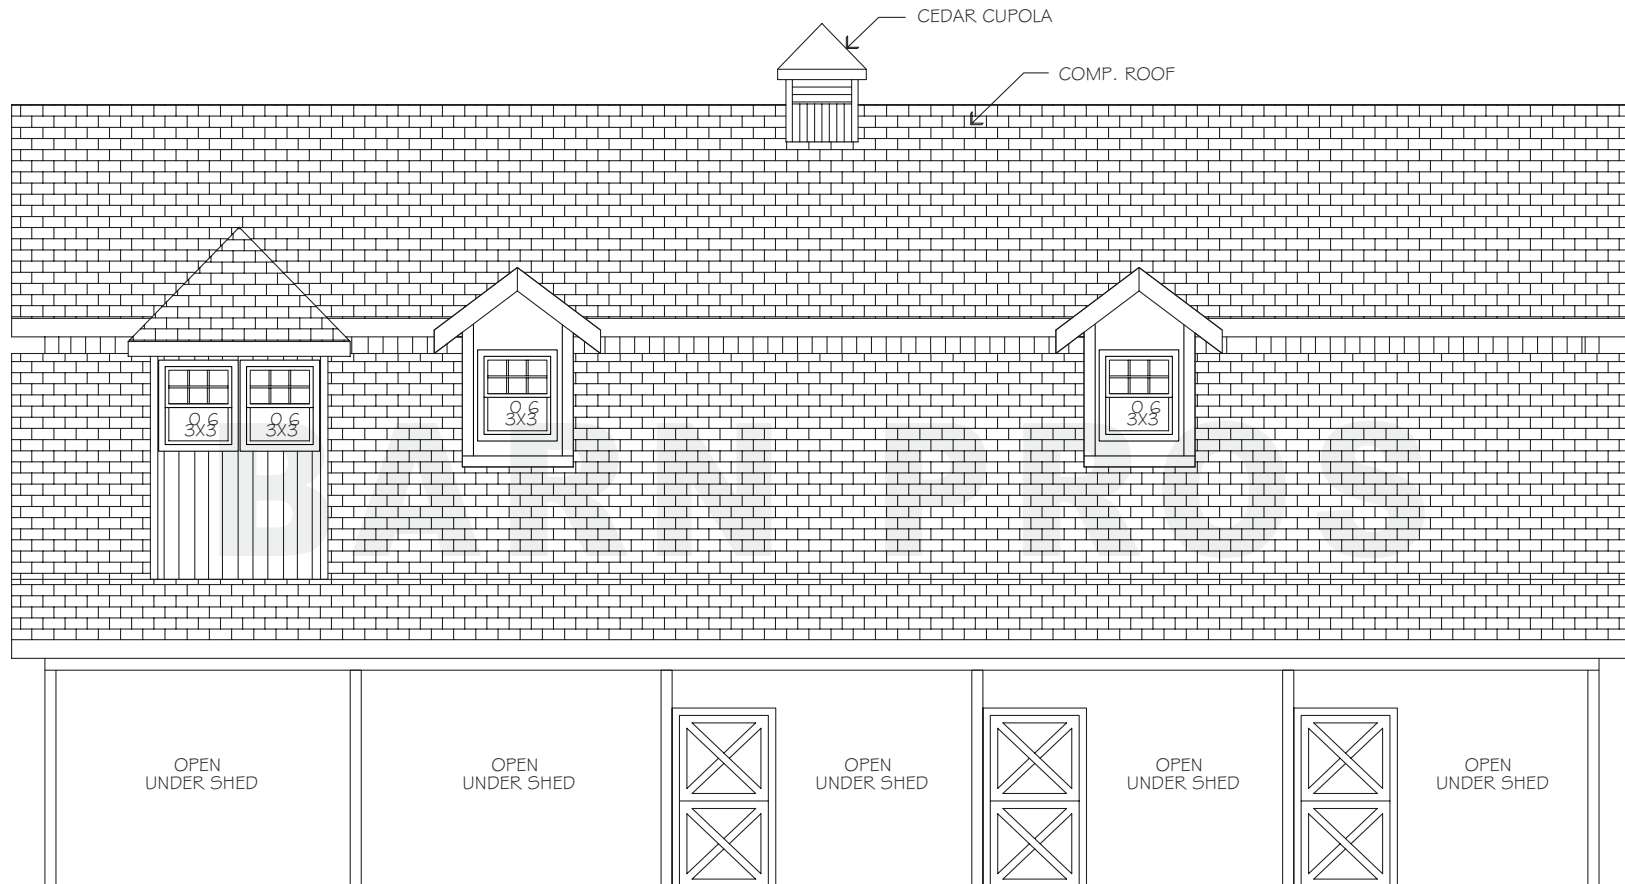 CEDAR CUPOLA
COMP. ROOF
3X3
3X3
3X3
3X3
BARN PROS
OPEN
UNDER SHED
OPEN
UNDER SHED
OPEN
UNDER SHED
OPEN
UNDER SHED
OPEN
UNDER SHED